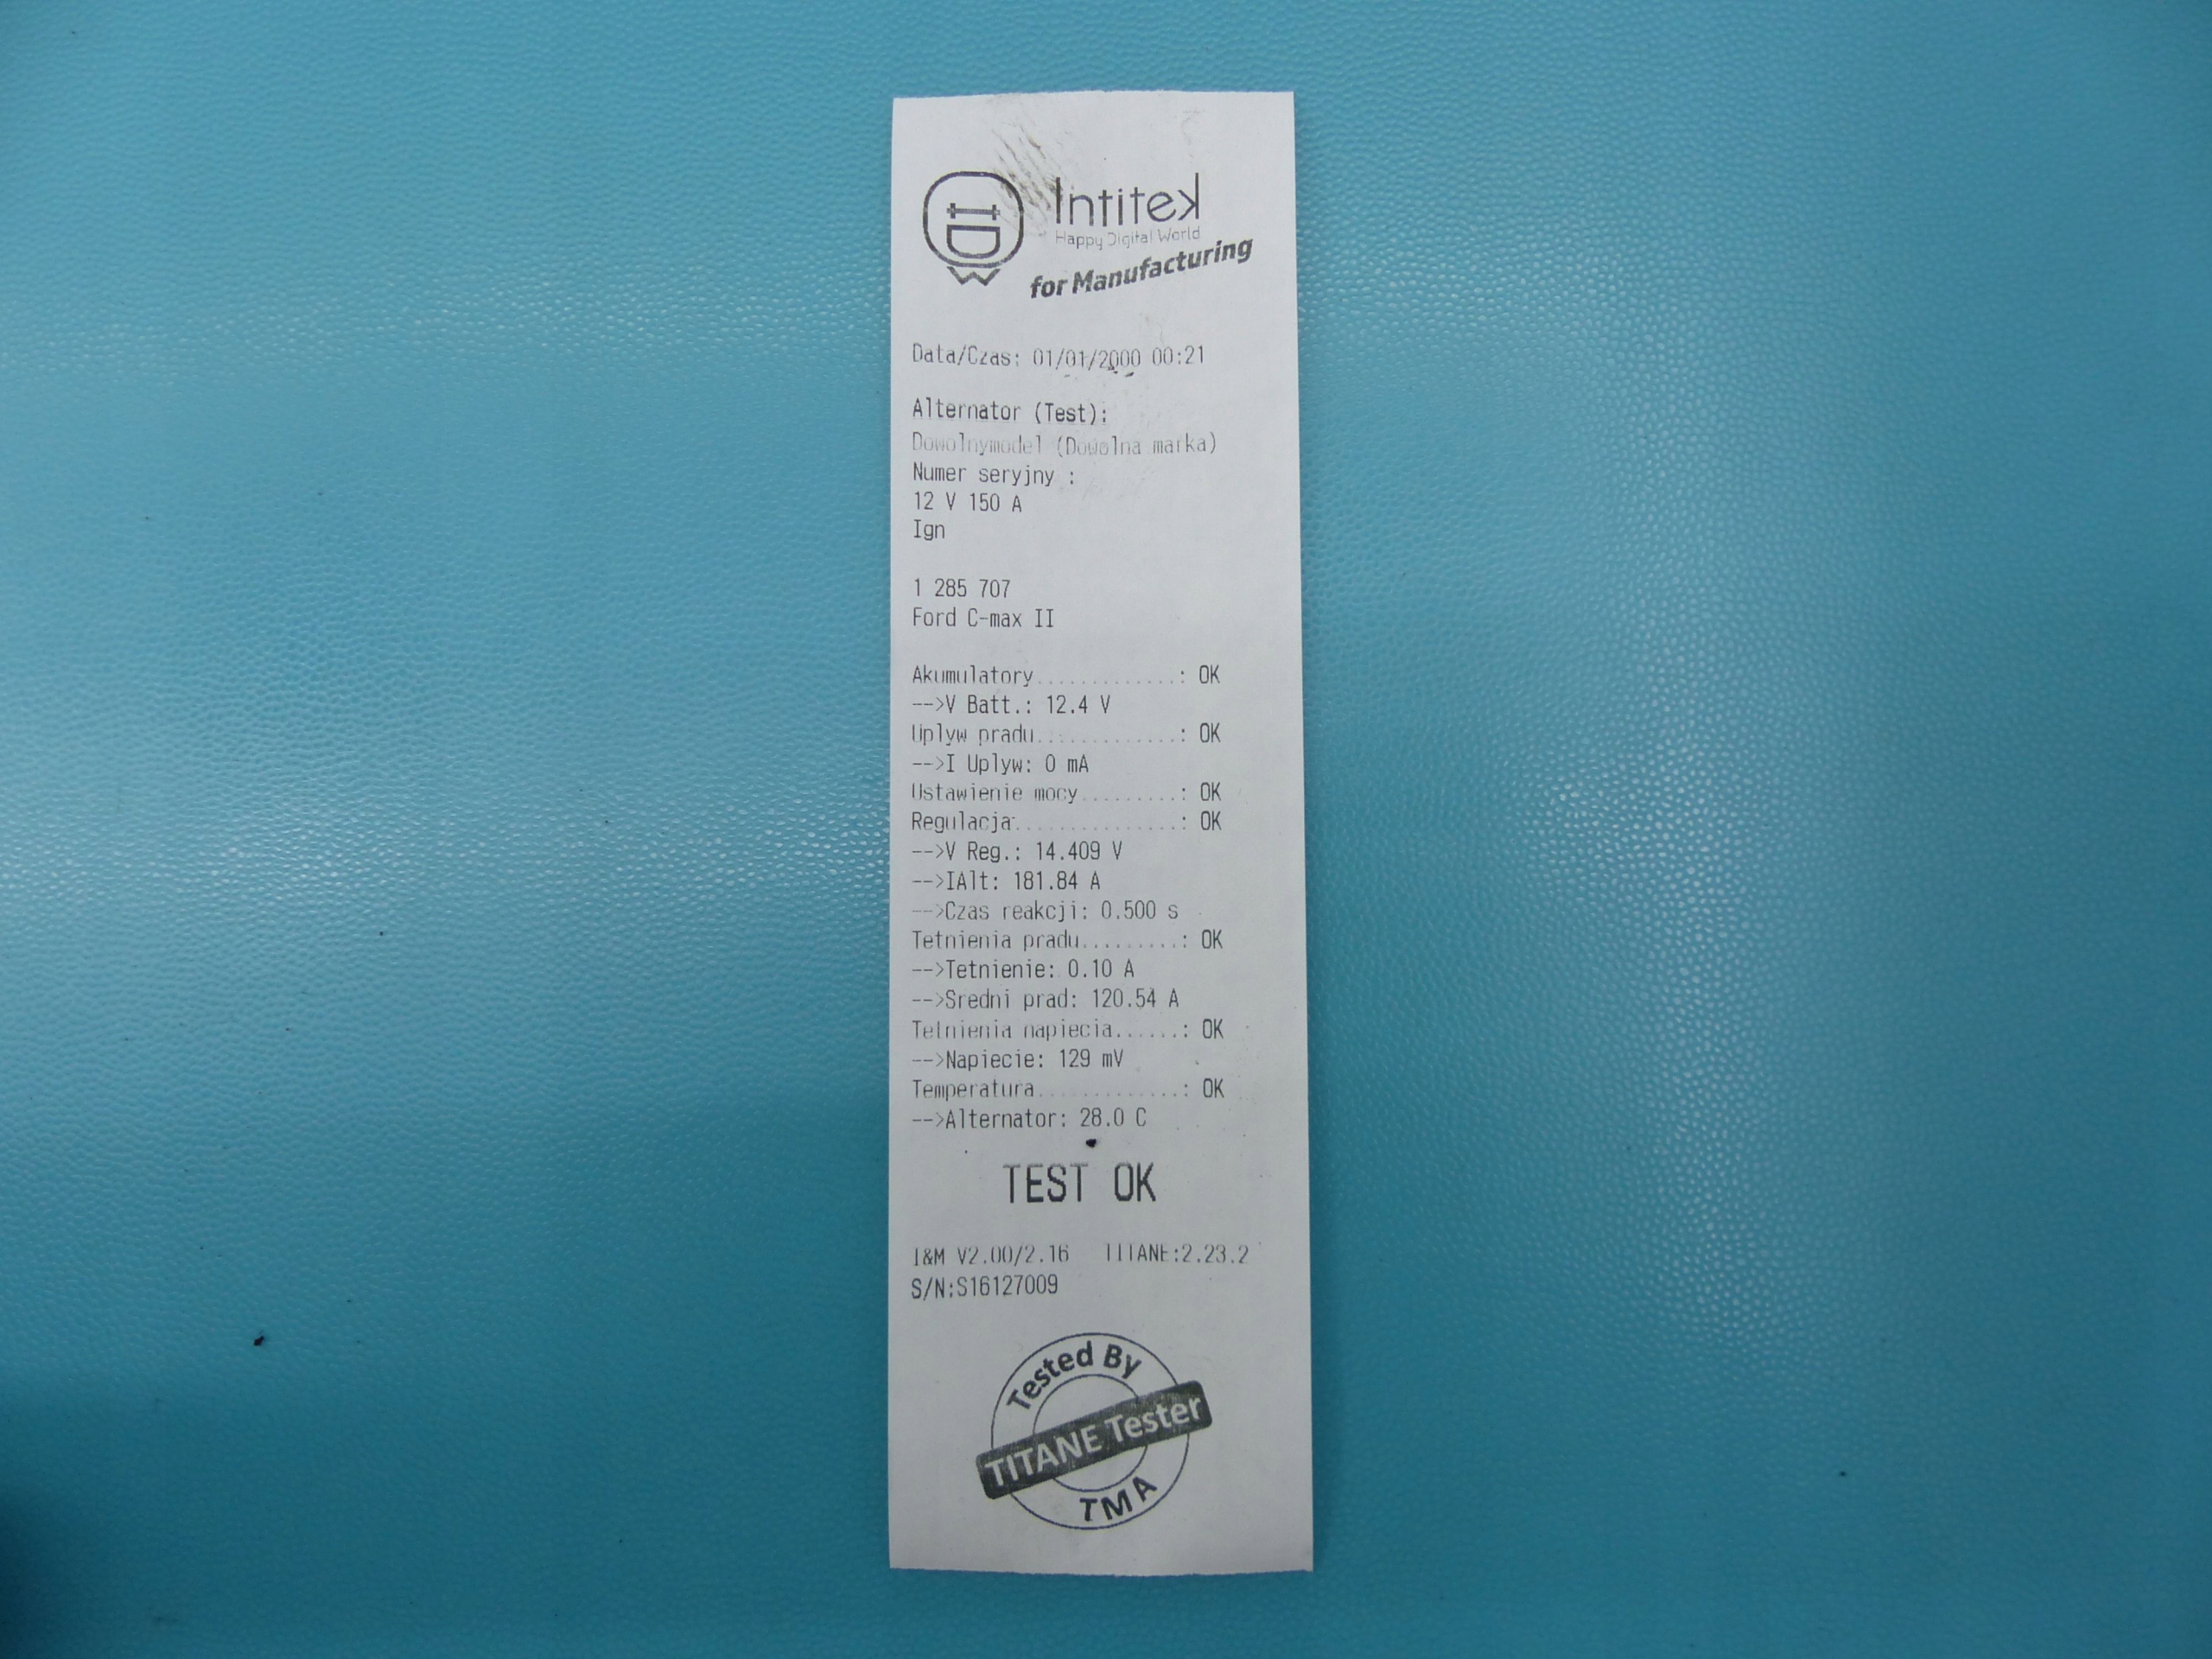 Intitek
Happy Digital World
for Manufacturing
Data/Czas: 01/01/2000 00:21
Alternator (Test):
Dowolnymodel (Dowolna marka)
Numer seryjny :
12 V 150 A
Ign
1 285 707
Ford C-max II
Akumulatory.............: OK
-->V Batt.: 12.4 V
Uplyw pradu.............: OK
-->I Uplyw: 0 mA
Ustawienie mocy.........: OK
Regulacja...............: OK
-->V Reg.: 14.409 V
-->IAlt: 181.84 A
-->Czas reakcji: 0.500 s
Tetnienia pradu.........: OK
-->Tetnienie: 0.10 A
-->Sredni prad: 120.54 A
Tetnienia napiecia......: OK
-->Napiecie: 129 mV
Temperatura.............: OK
-->Alternator: 28.0 C
TEST OK
I&M V2.00/2.16 TITANE:2.23.2
S/N:S16127009
Tested By
TITANE Tester
TMA